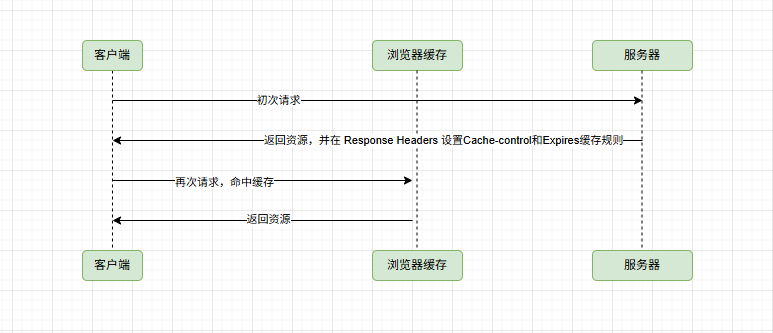 客户端
浏览器缓存
服务器
初次请求
返回资源，并在 Response Headers 设置Cache-control和Expires缓存规则
再次请求，命中缓存
返回资源
客户端
浏览器缓存
服务器